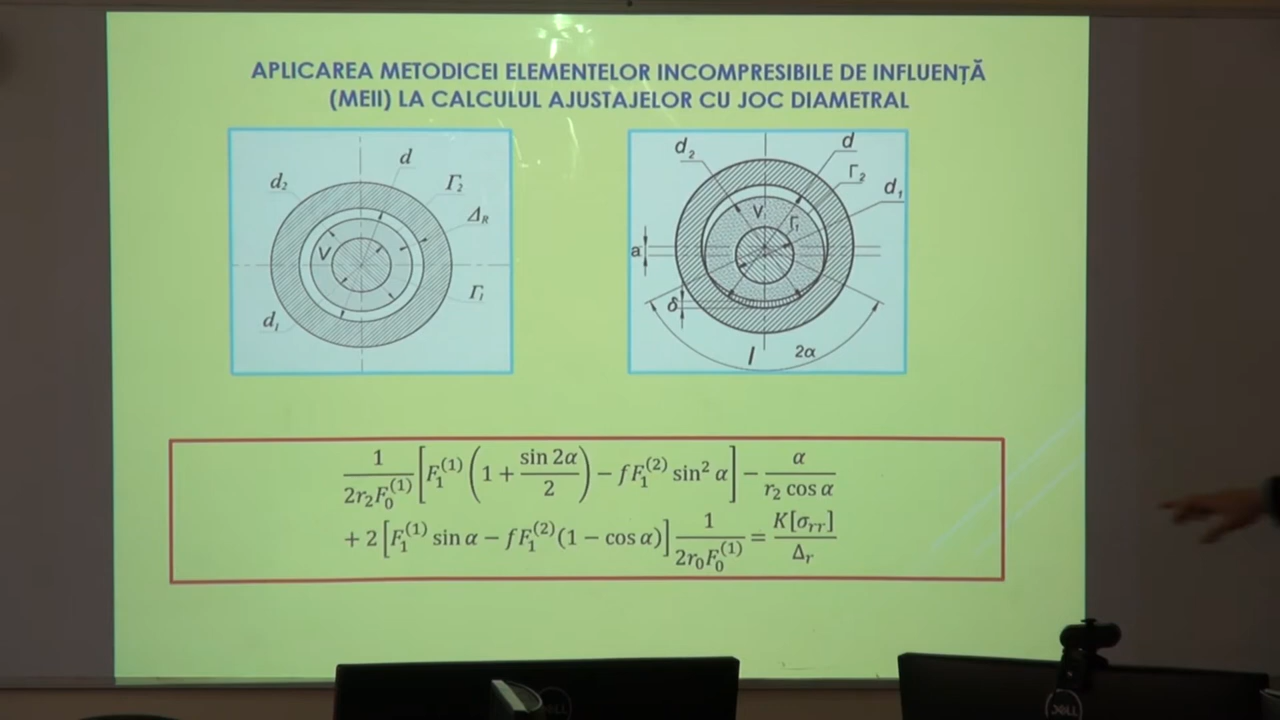 APLICAREA METODICEI ELEMENTELOR INCOMPRESIBILE DE INFLUENȚĂ
(MEII) LA CALCULUL AJUSTAJELOR CU JOC DIAMETRAL
d
d₂
Γ₂
Δ_R
V
Γ₁
d₁
d₂
d
Γ₂
d₁
V
Γ₁
a
δ
l
2α
1/(2r₂F₀⁽¹⁾) [F₁⁽¹⁾ (1 + sin 2α/2) − fF₁⁽²⁾ sin² α] − α/(r₂ cos α)
+ 2 [F₁⁽¹⁾ sin α − fF₁⁽²⁾(1 − cos α)] 1/(2r₀F₀⁽¹⁾) = K[σ_rr]/Δ_r
DELL
DELL